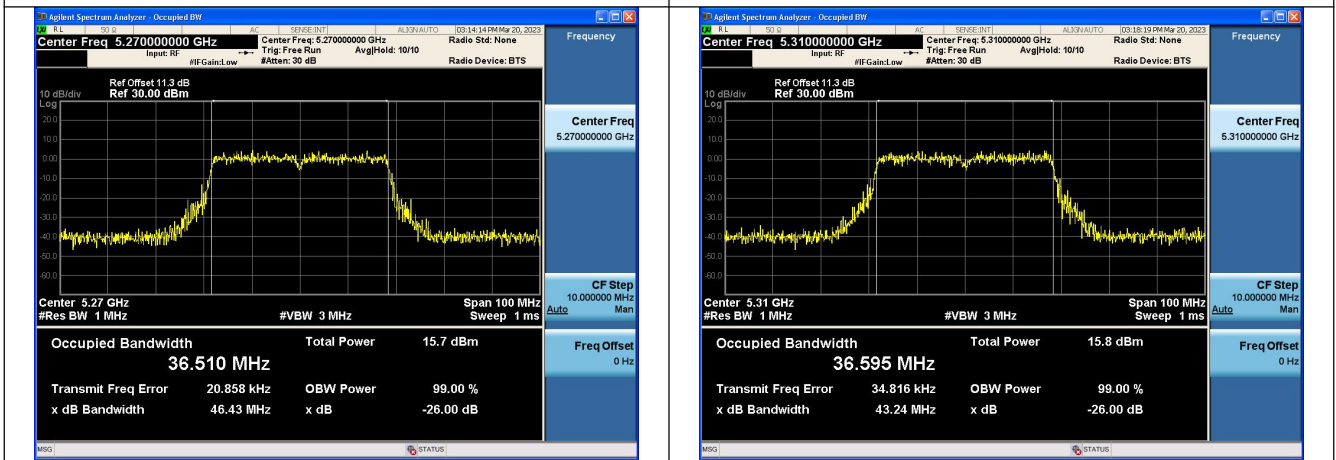 Agilent Spectrum Analyzer - Occupied BW
RL 50 Ω AC SENSE:INT ALIGNAUTO 03:14:14 PM Mar 20, 2023
Center Freq 5.270000000 GHz
Center Freq: 5.270000000 GHz
Radio Std: None
Input: RF
Trig: Free Run Avg|Hold: 10/10
#IFGain:Low
#Atten: 30 dB
Radio Device: BTS
Ref Offset 11.3 dB
10 dB/div Ref 30.00 dBm
Log
20.0
10.0
0.00
-10.0
-20.0
-30.0
-40.0
-50.0
-60.0
Center 5.27 GHz Span 100 MHz
#Res BW 1 MHz #VBW 3 MHz Sweep 1 ms
Occupied Bandwidth Total Power 15.7 dBm
36.510 MHz
Transmit Freq Error 20.858 kHz OBW Power 99.00 %
x dB Bandwidth 46.43 MHz x dB -26.00 dB
Frequency
Center Freq
5.270000000 GHz
CF Step
10.000000 MHz
Auto Man
Freq Offset
0 Hz
MSG STATUS
Agilent Spectrum Analyzer - Occupied BW
RL 50 Ω AC SENSE:INT ALIGNAUTO 03:18:19 PM Mar 20, 2023
Center Freq 5.310000000 GHz
Center Freq: 5.310000000 GHz
Radio Std: None
Input: RF
Trig: Free Run Avg|Hold: 10/10
#IFGain:Low
#Atten: 30 dB
Radio Device: BTS
Ref Offset 11.3 dB
10 dB/div Ref 30.00 dBm
Log
20.0
10.0
0.00
-10.0
-20.0
-30.0
-40.0
-50.0
-60.0
Center 5.31 GHz Span 100 MHz
#Res BW 1 MHz #VBW 3 MHz Sweep 1 ms
Occupied Bandwidth Total Power 15.8 dBm
36.595 MHz
Transmit Freq Error 34.816 kHz OBW Power 99.00 %
x dB Bandwidth 43.24 MHz x dB -26.00 dB
Frequency
Center Freq
5.310000000 GHz
CF Step
10.000000 MHz
Auto Man
Freq Offset
0 Hz
MSG STATUS